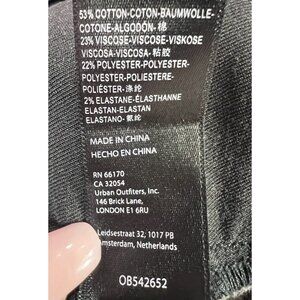 53% COTTON-COTON-BAUMWOLLE-
COTONE-ALGODÓN-棉
23% VISCOSE-VISCOSE-VISKOSE
VISCOSA-VISCOSA-粘胶
22% POLYESTER-POLYESTER-
POLYESTER-POLIESTERE-
POLIÉSTER-涤纶
2% ELASTANE-ÉLASTHANNE
ELASTAN-ELASTAN
ELASTANO-氨纶
MADE IN CHINA
HECHO EN CHINA
RN 66170
CA 32054
Urban Outfitters, Inc.
146 Brick Lane,
LONDON E1 6RU
Leidsestraat 32, 1017 PB
Amsterdam, Netherlands
OB542652